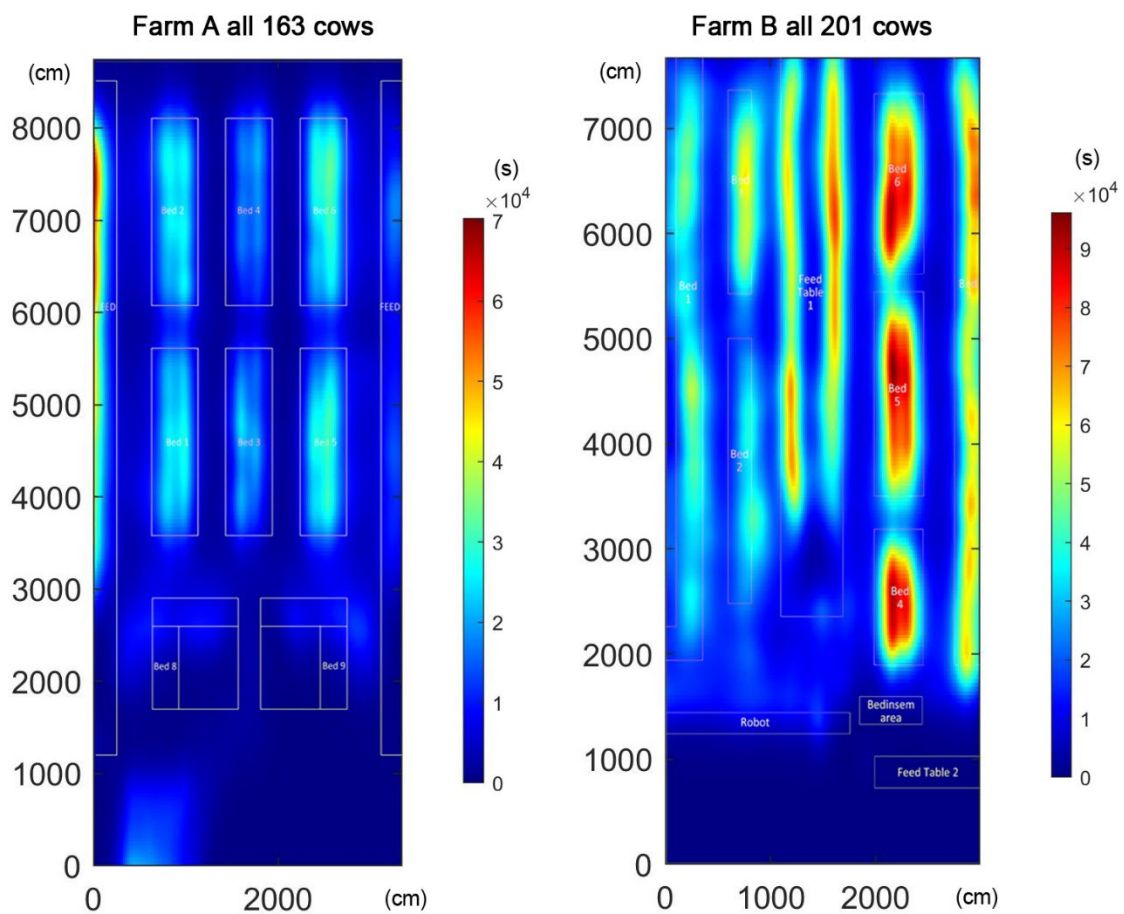 Farm A all 163 cows
Farm B all 201 cows
(cm)
8000
7000
6000
5000
4000
3000
2000
1000
0
0
2000
(cm)
FEED
Bed 2
Bed 4
Bed 6
FEED
Bed 1
Bed 3
Bed 5
Bed 8
Bed 9
(s)
×10⁴
7
6
5
4
3
2
1
0
(cm)
7000
6000
5000
4000
3000
2000
1000
0
0
1000
2000
(cm)
Bed
Bed
6
Bed
1
Feed
Table
1
Bed
Bed
5
Bed
2
Bed
4
Robot
Bedinsem
area
Feed Table 2
(s)
×10⁴
9
8
7
6
5
4
3
2
1
0